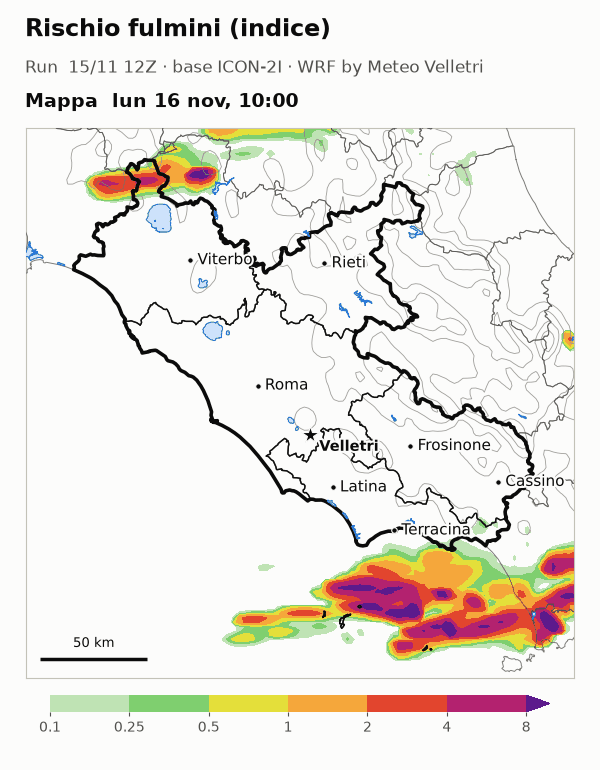 Rischio fulmini (indice)
Run  15/11 12Z · base ICON-2I · WRF by Meteo Velletri
Mappa  lun 16 nov, 10:00
Viterbo
Rieti
Roma
Velletri
Frosinone
Latina
Cassino
Terracina
50 km
0.1 0.25 0.5 1 2 4 8